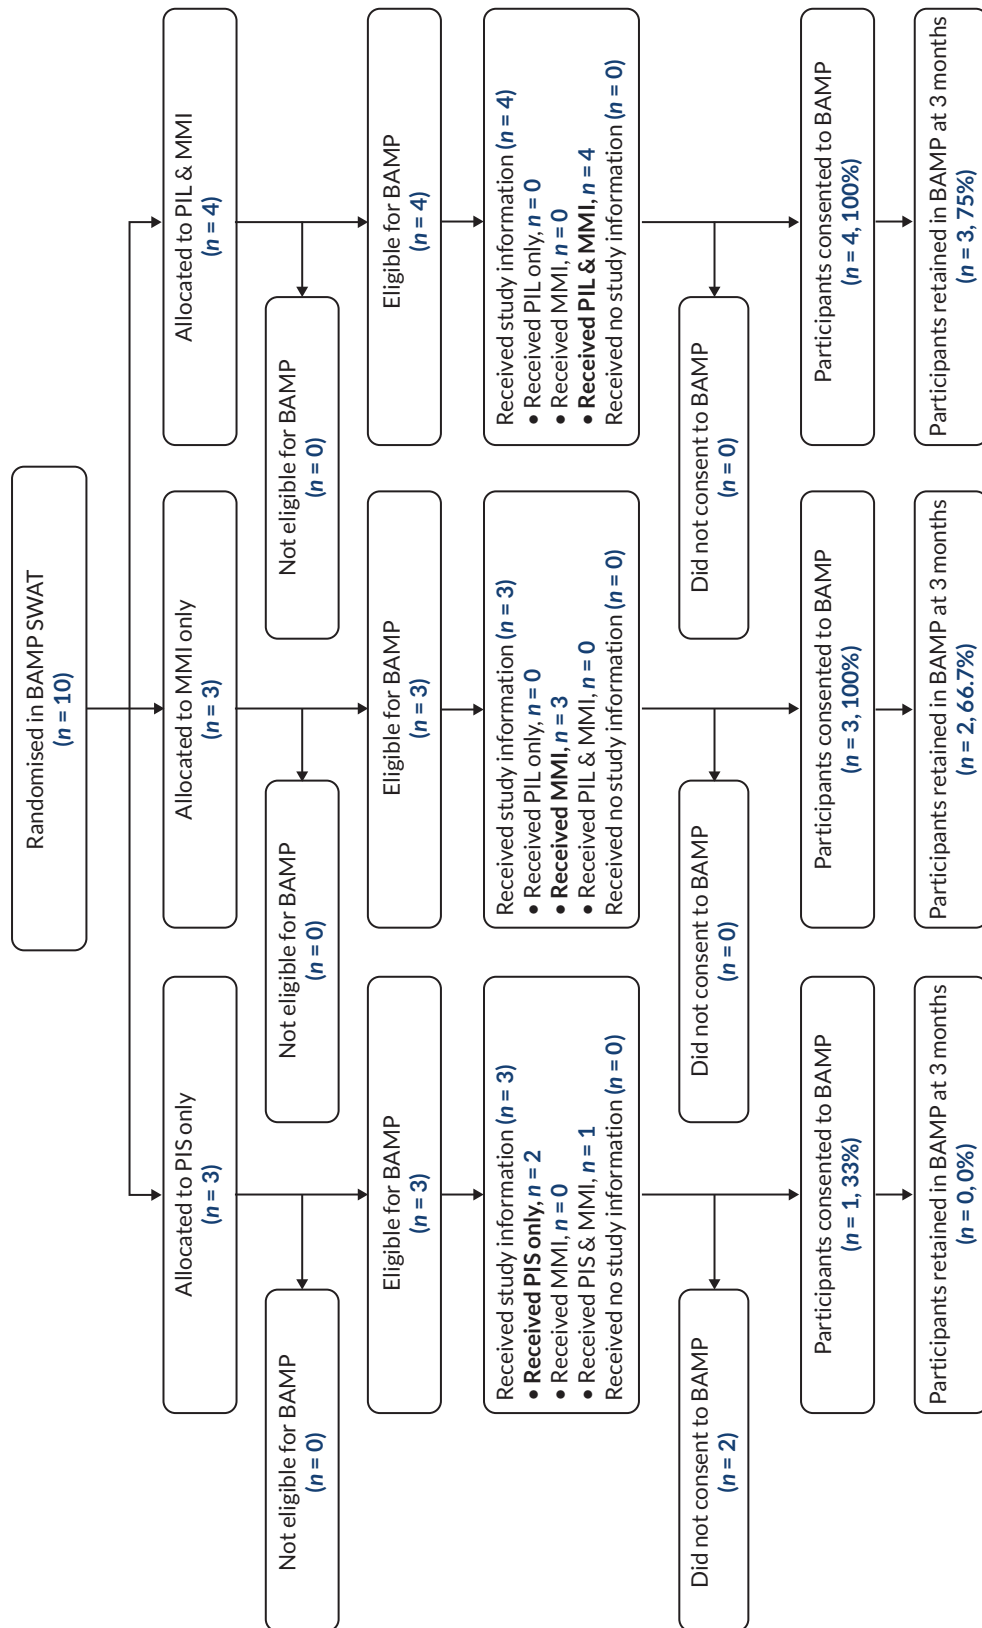 Randomised in BAMP SWAT
(n = 10)
Allocated to PIS only
(n = 3)
Not eligible for BAMP
(n = 0)
Eligible for BAMP
(n = 3)
Received study information (n = 3)
• Received PIS only, n = 2
• Received MMI, n = 0
• Received PIS & MMI, n = 1
Received no study information (n = 0)
Did not consent to BAMP
(n = 2)
Participants consented to BAMP
(n = 1, 33%)
Participants retained in BAMP at 3 months
(n = 0, 0%)
Allocated to MMI only
(n = 3)
Not eligible for BAMP
(n = 0)
Eligible for BAMP
(n = 3)
Received study information (n = 3)
• Received PIL only, n = 0
• Received MMI, n = 3
• Received PIL & MMI, n = 0
Received no study information (n = 0)
Did not consent to BAMP
(n = 0)
Participants consented to BAMP
(n = 3, 100%)
Participants retained in BAMP at 3 months
(n = 2, 66.7%)
Allocated to PIL & MMI
(n = 4)
Not eligible for BAMP
(n = 0)
Eligible for BAMP
(n = 4)
Received study information (n = 4)
• Received PIL only, n = 0
• Received MMI, n = 0
• Received PIL & MMI, n = 4
Received no study information (n = 0)
Did not consent to BAMP
(n = 0)
Participants consented to BAMP
(n = 4, 100%)
Participants retained in BAMP at 3 months
(n = 3, 75%)